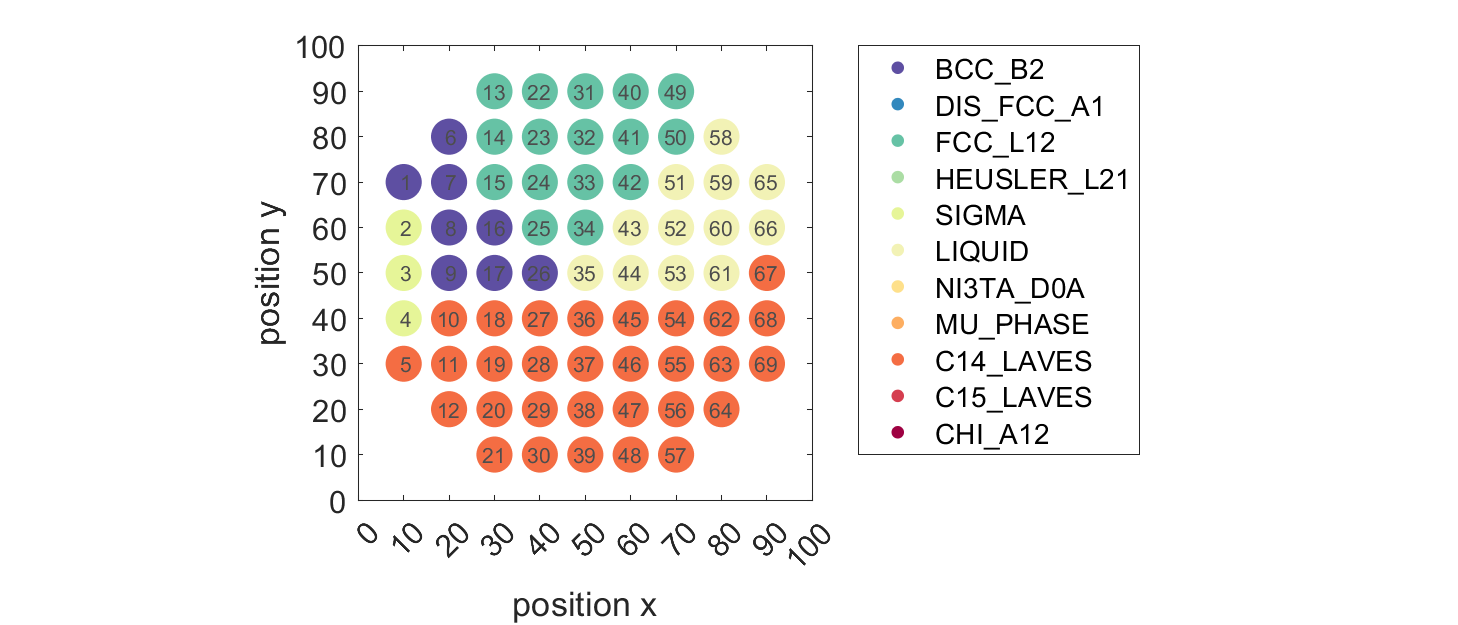 100
90
80
70
60
50
40
30
20
10
0
position y
13 22 31 40 49
6 14 23 32 41 50 58
1 7 15 24 33 42 51 59 65
2 8 16 25 34 43 52 60 66
3 9 17 26 35 44 53 61 67
4 10 18 27 36 45 54 62 68
5 11 19 28 37 46 55 63 69
12 20 29 38 47 56 64
21 30 39 48 57
0 10 20 30 40 50 60 70 80 90 100
position x
BCC_B2
DIS_FCC_A1
FCC_L12
HEUSLER_L21
SIGMA
LIQUID
NI3TA_D0A
MU_PHASE
C14_LAVES
C15_LAVES
CHI_A12